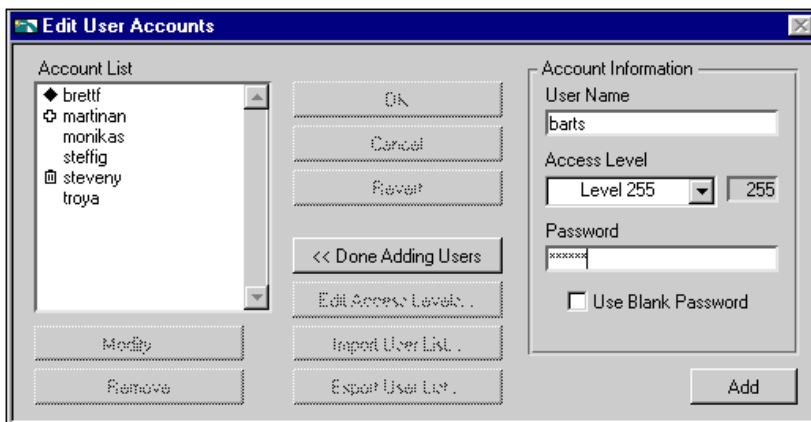 Edit User Accounts
Account List
brettf
martinan
monikas
steffig
steveny
troya
OK
Cancel
Revert
<< Done Adding Users
Edit Access Levels...
Import User List...
Export User List...
Modify
Remove
Account Information
User Name
barts
Access Level
Level 255
255
Password
××××××
Use Blank Password
Add